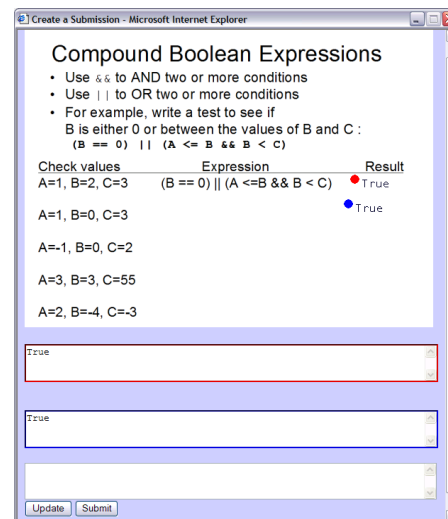 Create a Submission - Microsoft Internet Explorer
Compound Boolean Expressions
• Use && to AND two or more conditions
• Use || to OR two or more conditions
• For example, write a test to see if
B is either 0 or between the values of B and C :
(B == 0) || (A <= B && B < C)
Check values Expression Result
A=1, B=2, C=3 (B == 0) || (A <=B && B < C) True
A=1, B=0, C=3 True
A=-1, B=0, C=2
A=3, B=3, C=55
A=2, B=-4, C=-3
True
True
Update Submit